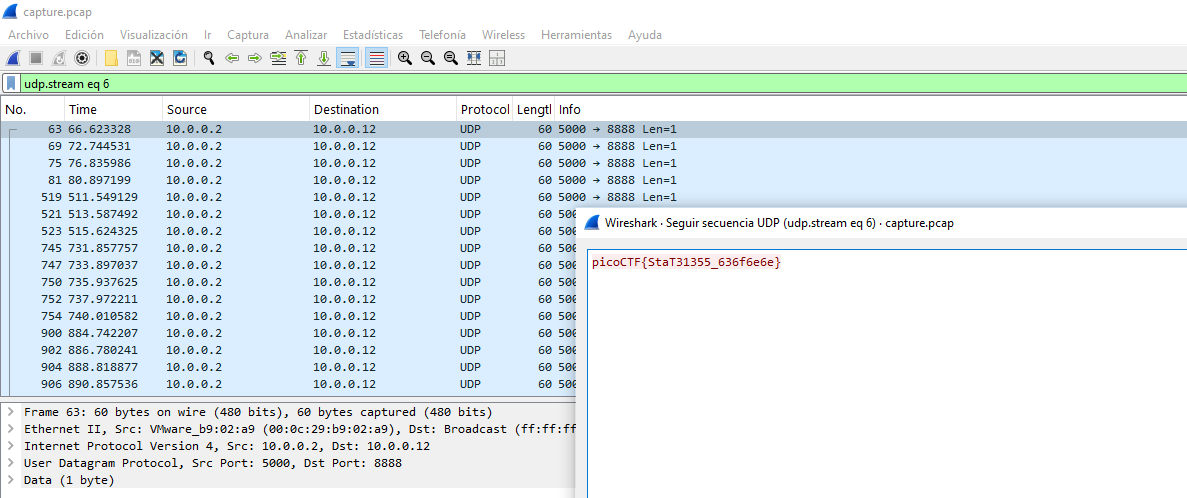 capture.pcap
Archivo Edición Visualización Ir Captura Analizar Estadísticas Telefonía Wireless Herramientas Ayuda
udp.stream eq 6
No. Time Source Destination Protocol Lengtl Info
63 66.623328 10.0.0.2 10.0.0.12 UDP 60 5000 → 8888 Len=1
69 72.744531 10.0.0.2 10.0.0.12 UDP 60 5000 → 8888 Len=1
75 76.835986 10.0.0.2 10.0.0.12 UDP 60 5000 → 8888 Len=1
81 80.897199 10.0.0.2 10.0.0.12 UDP 60 5000 → 8888 Len=1
519 511.549129 10.0.0.2 10.0.0.12 UDP 60 5000 → 8888 Len=1
521 513.587492 10.0.0.2 10.0.0.12 UDP 60 500
523 515.624325 10.0.0.2 10.0.0.12 UDP 60 500
745 731.857757 10.0.0.2 10.0.0.12 UDP 60 500
747 733.897037 10.0.0.2 10.0.0.12 UDP 60 500
750 735.937625 10.0.0.2 10.0.0.12 UDP 60 500
752 737.972211 10.0.0.2 10.0.0.12 UDP 60 500
754 740.010582 10.0.0.2 10.0.0.12 UDP 60 500
900 884.742207 10.0.0.2 10.0.0.12 UDP 60 500
902 886.780241 10.0.0.2 10.0.0.12 UDP 60 500
904 888.818877 10.0.0.2 10.0.0.12 UDP 60 500
906 890.857536 10.0.0.2 10.0.0.12 UDP 60 500
Wireshark · Seguir secuencia UDP (udp.stream eq 6) · capture.pcap
picoCTF{StaT31355_636f6e6e}
Frame 63: 60 bytes on wire (480 bits), 60 bytes captured (480 bits)
Ethernet II, Src: VMware_b9:02:a9 (00:0c:29:b9:02:a9), Dst: Broadcast (ff:ff:ff
Internet Protocol Version 4, Src: 10.0.0.2, Dst: 10.0.0.12
User Datagram Protocol, Src Port: 5000, Dst Port: 8888
Data (1 byte)